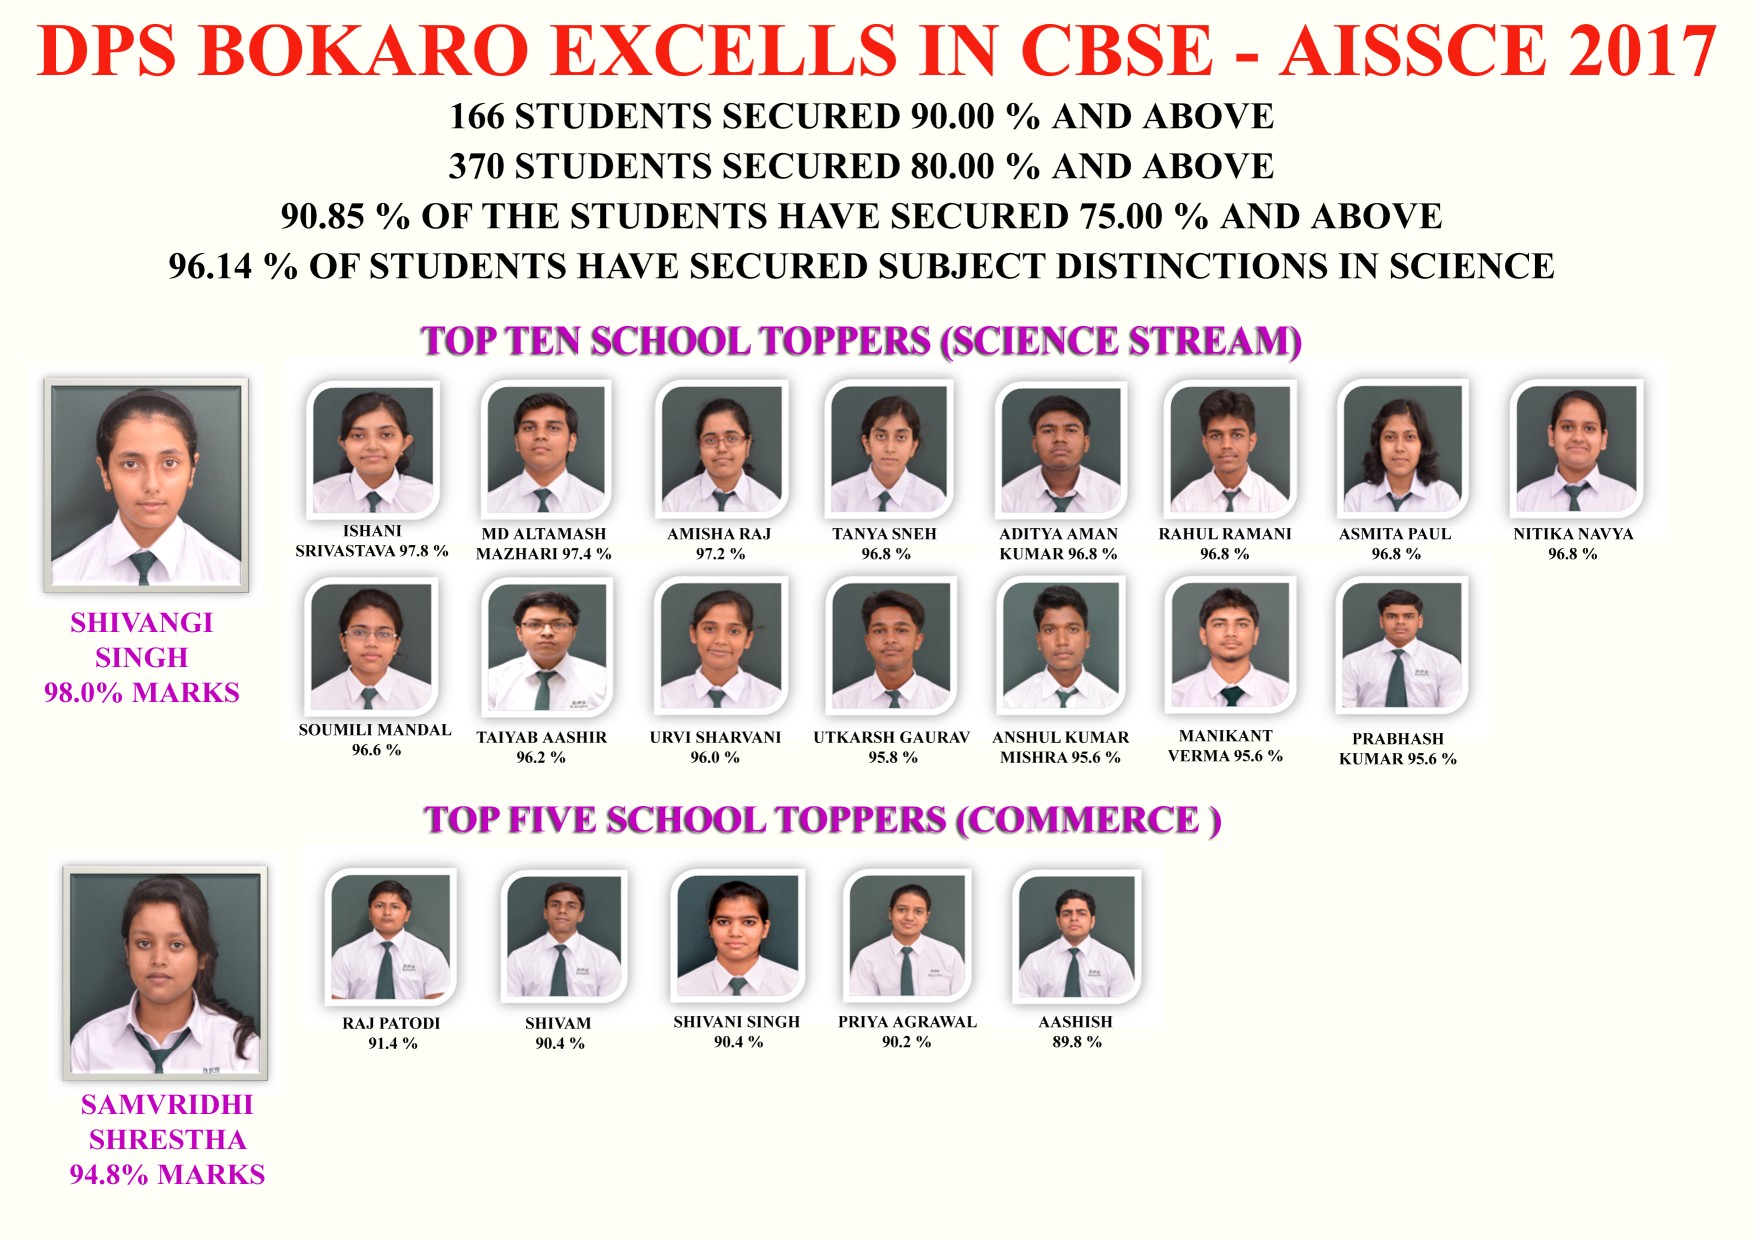 DPS BOKARO EXCELLS IN CBSE - AISSCE 2017
166 STUDENTS SECURED 90.00 % AND ABOVE
370 STUDENTS SECURED 80.00 % AND ABOVE
90.85 % OF THE STUDENTS HAVE SECURED 75.00 % AND ABOVE
96.14 % OF STUDENTS HAVE SECURED SUBJECT DISTINCTIONS IN SCIENCE
TOP TEN SCHOOL TOPPERS (SCIENCE STREAM)
SHIVANGI
SINGH
98.0% MARKS
ISHANI
SRIVASTAVA 97.8 %
MD ALTAMASH
MAZHARI 97.4 %
AMISHA RAJ
97.2 %
TANYA SNEH
96.8 %
ADITYA AMAN
KUMAR 96.8 %
RAHUL RAMANI
96.8 %
ASMITA PAUL
96.8 %
NITIKA NAVYA
96.8 %
SOUMILI MANDAL
96.6 %
TAIYAB AASHIR
96.2 %
URVI SHARVANI
96.0 %
UTKARSH GAURAV
95.8 %
ANSHUL KUMAR
MISHRA 95.6 %
MANIKANT
VERMA 95.6 %
PRABHASH
KUMAR 95.6 %
TOP FIVE SCHOOL TOPPERS (COMMERCE )
SAMVRIDHI
SHRESTHA
94.8% MARKS
RAJ PATODI
91.4 %
SHIVAM
90.4 %
SHIVANI SINGH
90.4 %
PRIYA AGRAWAL
90.2 %
AASHISH
89.8 %